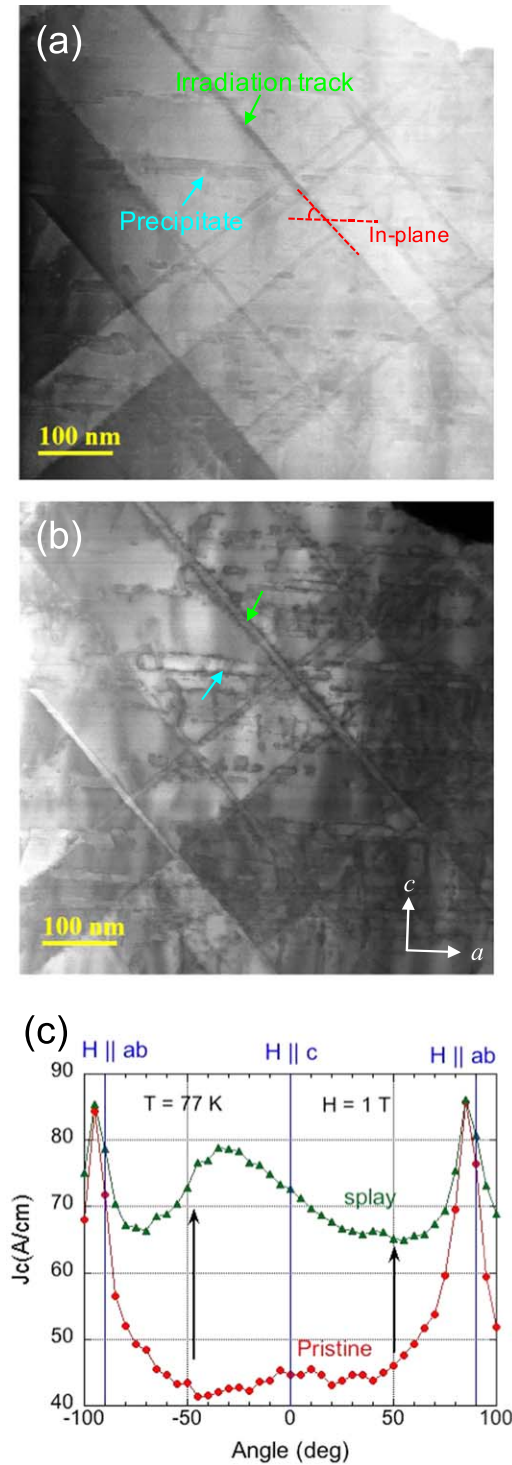 (a)
Irradiation track
Precipitate
In-plane
100 nm
(b)
c
100 nm
a
(c)
H || ab H || c H || ab
90
T = 77 K H = 1 T
80
splay
70
Jc(A/cm)
60
50
Pristine
40
-100 -50 0 50 100
Angle (deg)